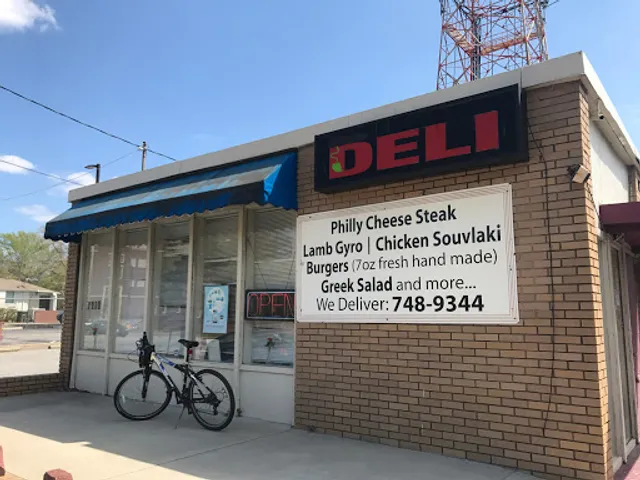 DELI
Philly Cheese Steak
Lamb Gyro | Chicken Souvlaki
Burgers (7oz fresh hand made)
Greek Salad and more...
We Deliver: 748-9344
OPEN